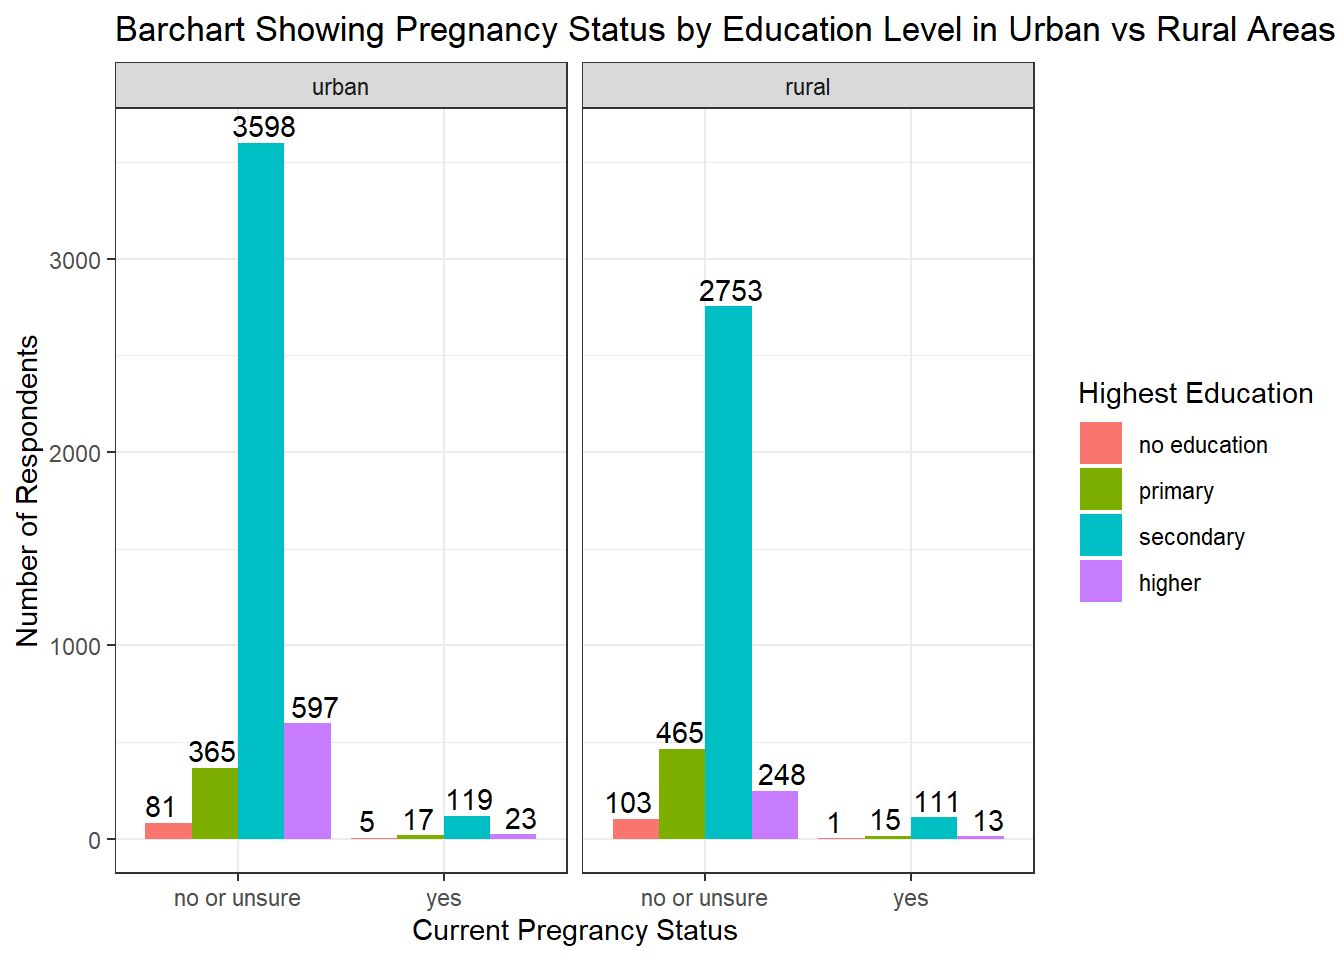 Barchart Showing Pregnancy Status by Education Level in Urban vs Rural Areas
urban
rural
3598
2753
597
365
81
5
17
119
23
465
248
103
1
15
111
13
3000
2000
1000
0
Number of Respondents
no or unsure
yes
no or unsure
yes
Current Pregrancy Status
Highest Education
no education
primary
secondary
higher